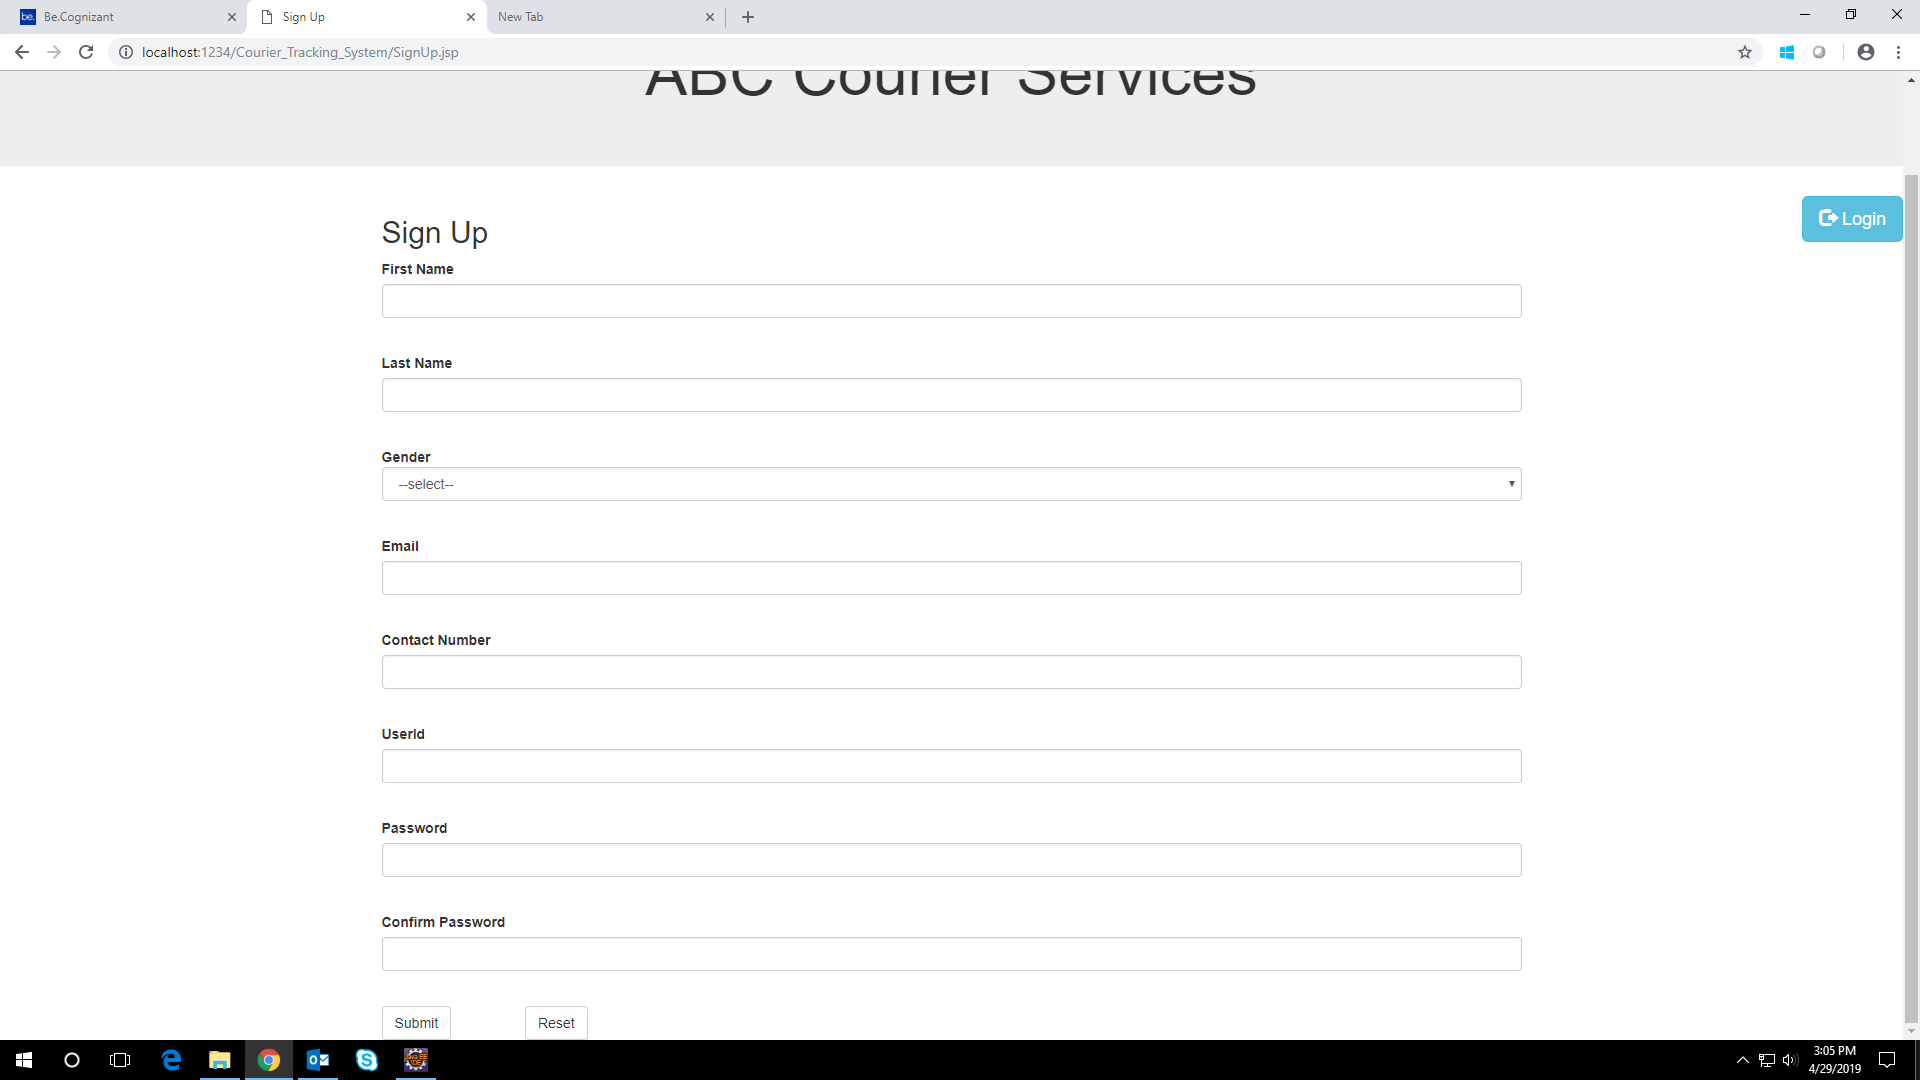 be. Be.Cognizant
Sign Up
New Tab
localhost:1234/Courier_Tracking_System/SignUp.jsp
ABC Courier Services
Login
Sign Up
First Name
Last Name
Gender
--select--
Email
Contact Number
UserId
Password
Confirm Password
Submit
Reset
3:05 PM
4/29/2019